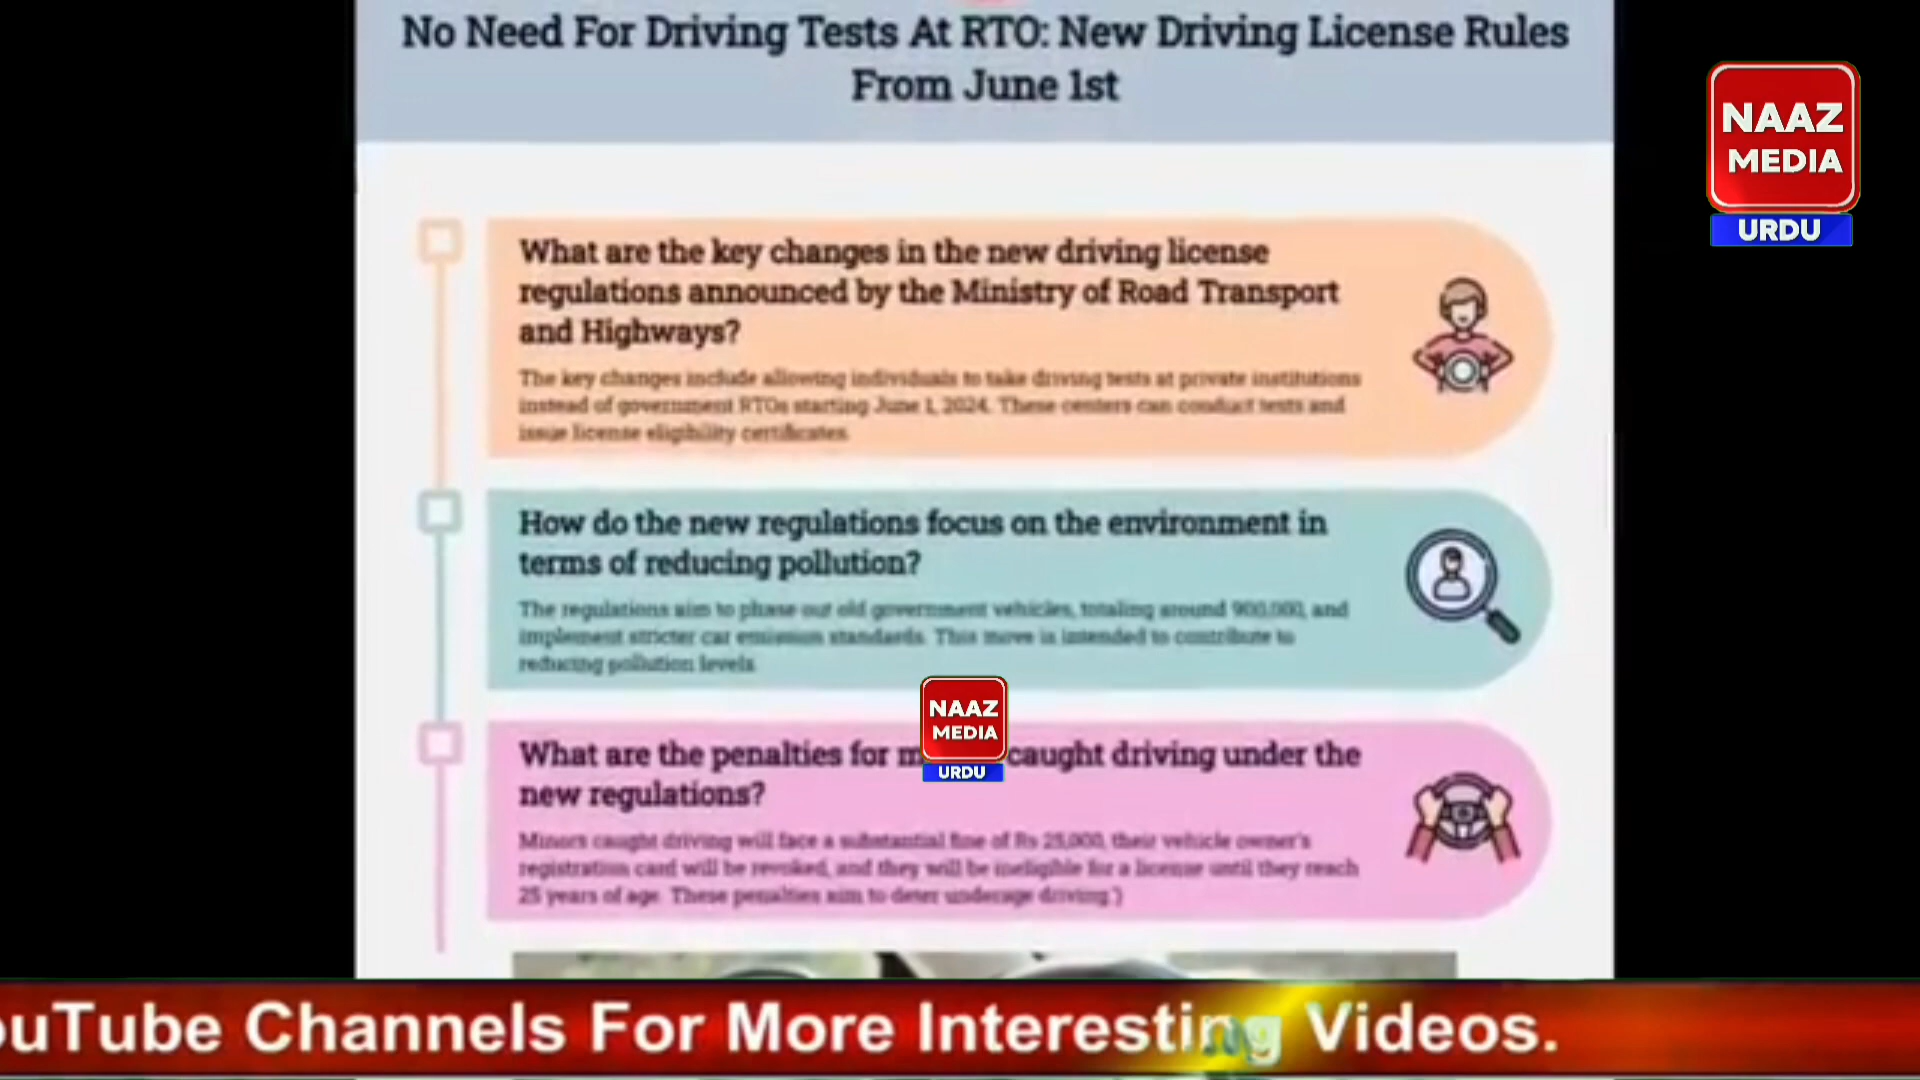 No Need For Driving Tests At RTO: New Driving License Rules
From June 1st
NAAZ
MEDIA
URDU
What are the key changes in the new driving license
regulations announced by the Ministry of Road Transport
and Highways?
The key changes include allowing individuals to take driving tests at private institutions
instead of government RTOs starting June 1, 2024. These centers can conduct tests and
issue license eligibility certificates.
How do the new regulations focus on the environment in
terms of reducing pollution?
The regulations aim to phase out old government vehicles, totaling around 900,000, and
implement stricter car emission standards. This move is intended to contribute to
reducing pollution levels.
What are the penalties for caught driving under the
new regulations?
NAAZ
MEDIA
URDU
Minors caught driving will face a substantial fine of Rs 25,000, their vehicle owner's
registration card will be revoked, and they will be ineligible for a license until they reach
25 years of age. These penalties aim to deter underage driving.)
ouTube Channels For More Interesting Videos.